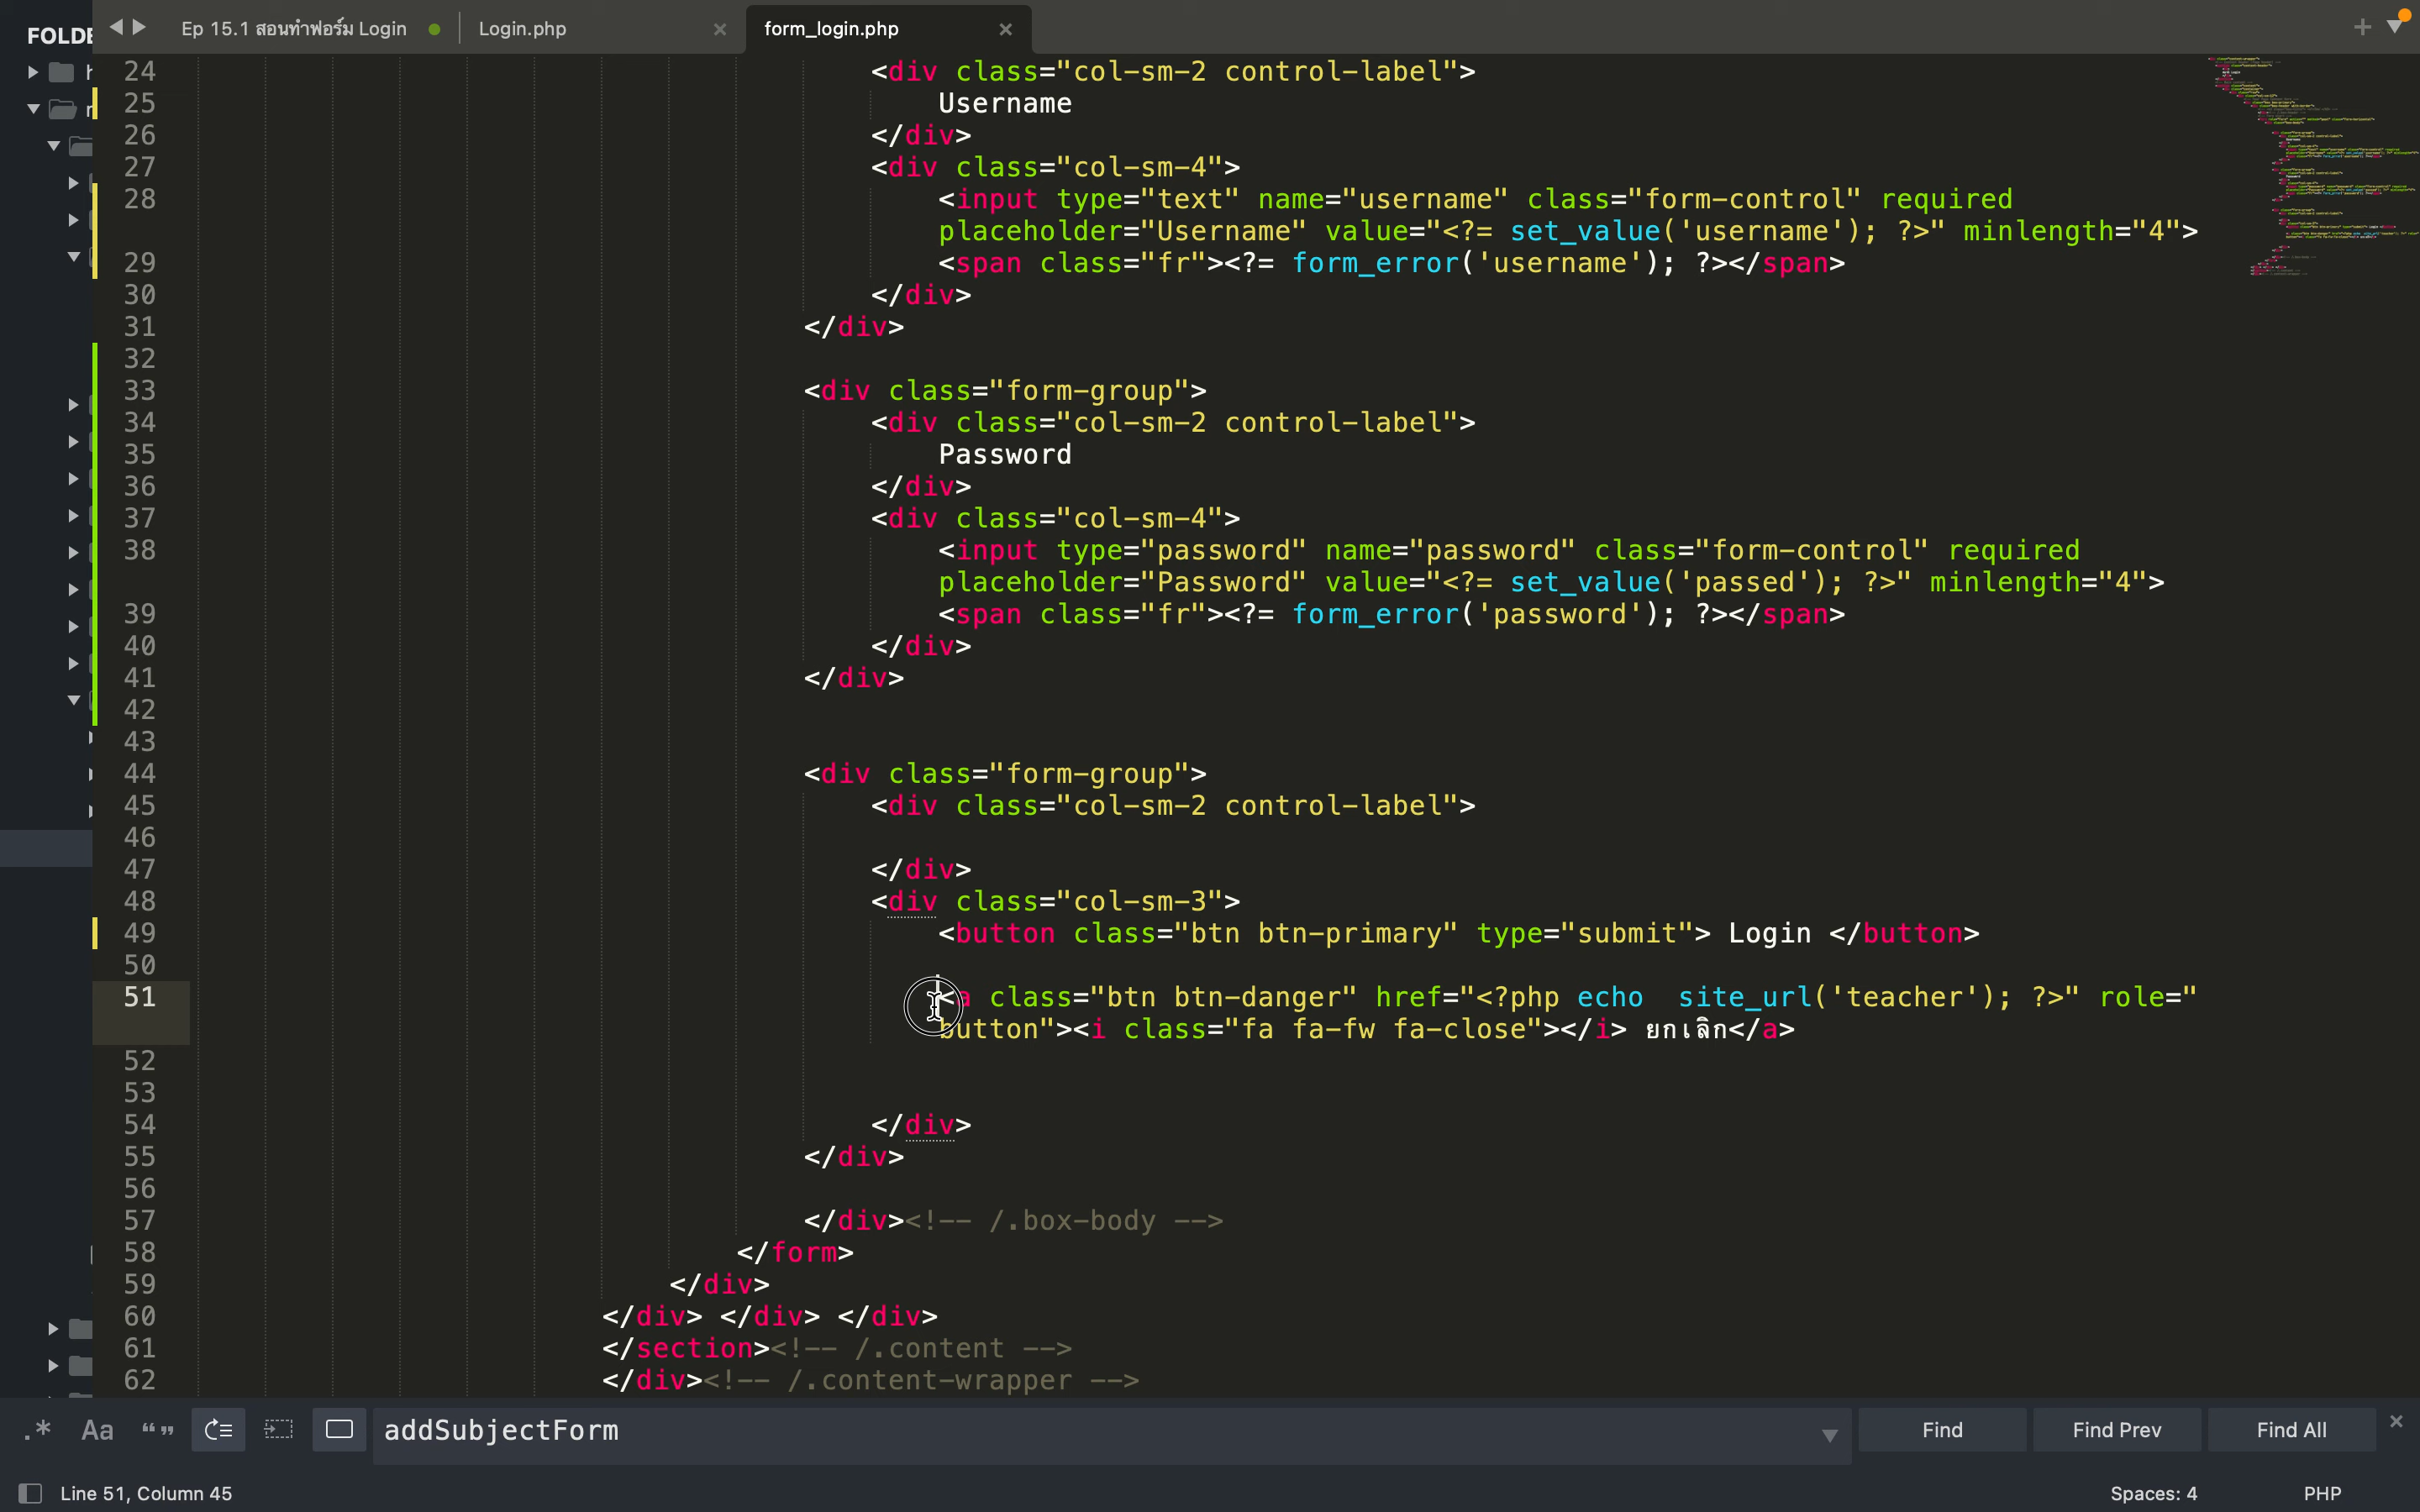 FOLDE
Ep 15.1 สอนทำฟอร์ม Login
Login.php
form_login.php
24 <div class="col-sm-2 control-label">
25 Username
26 </div>
27 <div class="col-sm-4">
28 <input type="text" name="username" class="form-control" required
placeholder="Username" value="<?= set_value('username'); ?>" minlength="4">
29 <span class="fr"><?= form_error('username'); ?></span>
30 </div>
31 </div>
32
33 <div class="form-group">
34 <div class="col-sm-2 control-label">
35 Password
36 </div>
37 <div class="col-sm-4">
38 <input type="password" name="password" class="form-control" required
placeholder="Password" value="<?= set_value('passed'); ?>" minlength="4">
39 <span class="fr"><?= form_error('password'); ?></span>
40 </div>
41 </div>
42
43
44 <div class="form-group">
45 <div class="col-sm-2 control-label">
46
47 </div>
48 <div class="col-sm-3">
49 <button class="btn btn-primary" type="submit"> Login </button>
50
51 <a class="btn btn-danger" href="<?php echo  site_url('teacher'); ?>" role="
button"><i class="fa fa-fw fa-close"></i> ยกเลิก</a>
52
53
54 </div>
55 </div>
56
57 </div><!-- /.box-body -->
58 </form>
59 </div>
60 </div> </div> </div>
61 </section><!-- /.content -->
62 </div><!-- /.content-wrapper -->
.* Aa “ ” addSubjectForm Find Find Prev Find All
Line 51, Column 45 Spaces: 4 PHP